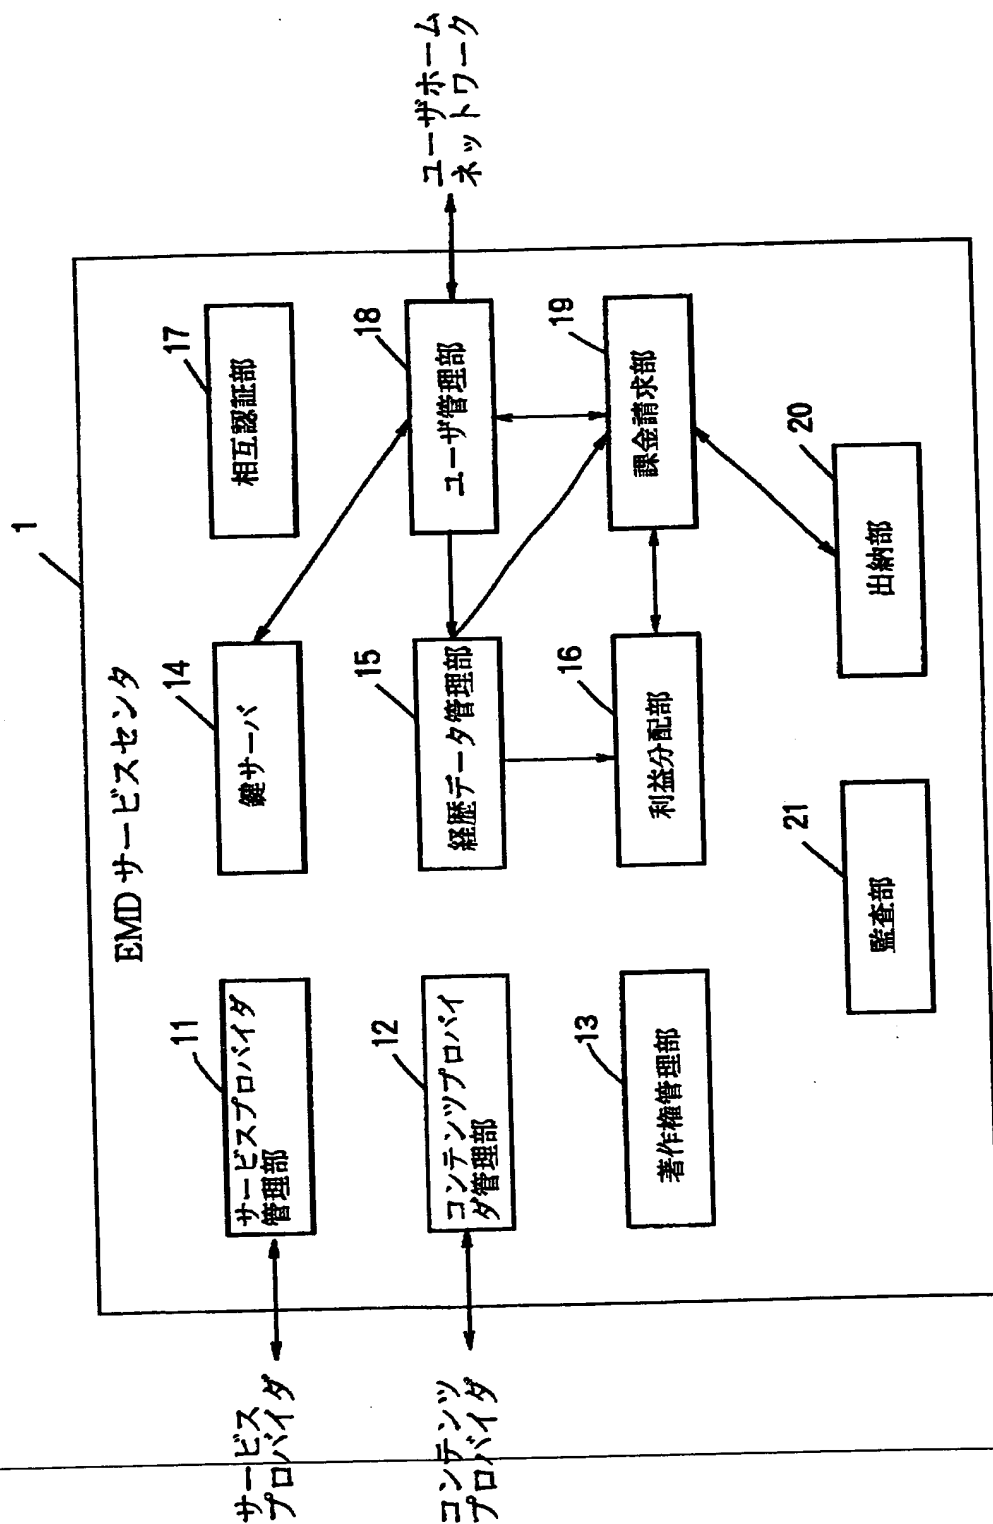 1
EMDサービスセンタ
サービス
プロバイダ
11
サービスプロバイダ
管理部
14
鍵サーバ
17
相互認証部
コンテンツ
プロバイダ
12
コンテンツプロバイ
ダ管理部
15
経歴データ管理部
18
ユーザ管理部
ユーザホーム
ネットワーク
13
著作権管理部
16
利益分配部
19
課金請求部
21
監査部
20
出納部